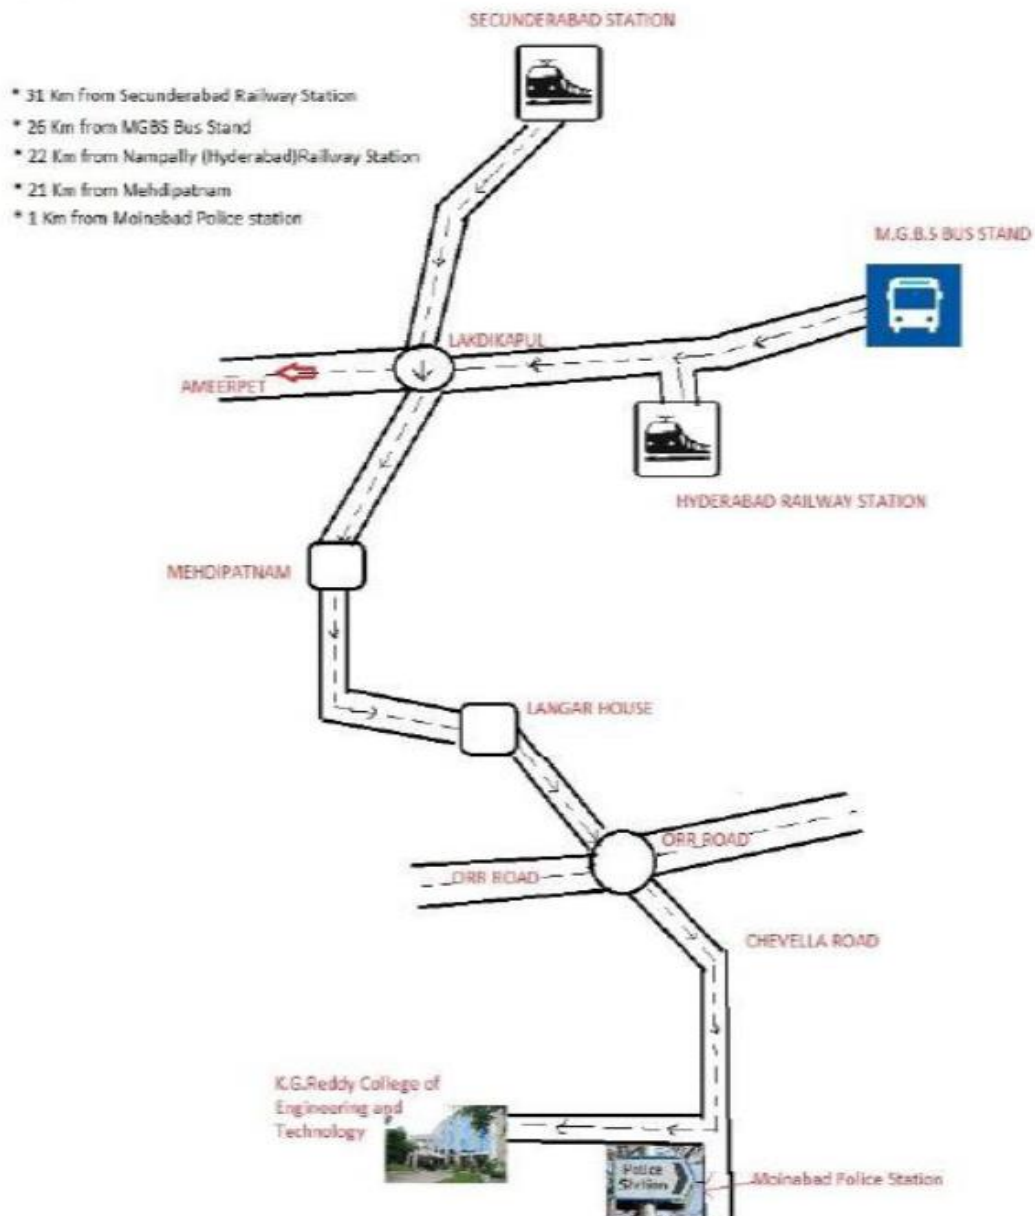 SECUNDERABAD STATION
* 31 Km from Secunderabad Railway Station
* 26 Km from MGBS Bus Stand
* 22 Km from Nampally (Hyderabad)Railway Station
* 21 Km from Mehdipatnam
* 1 Km from Moinabad Police station
M.G.B.S BUS STAND
LAKDIKAPUL
AMEERPET
HYDERABAD RAILWAY STATION
MEHDIPATNAM
LANGAR HOUSE
ORR ROAD
ORR ROAD
CHEVELLA ROAD
K.G.Reddy College of
Engineering and
Technology
Police
Station
Moinabad Police Station